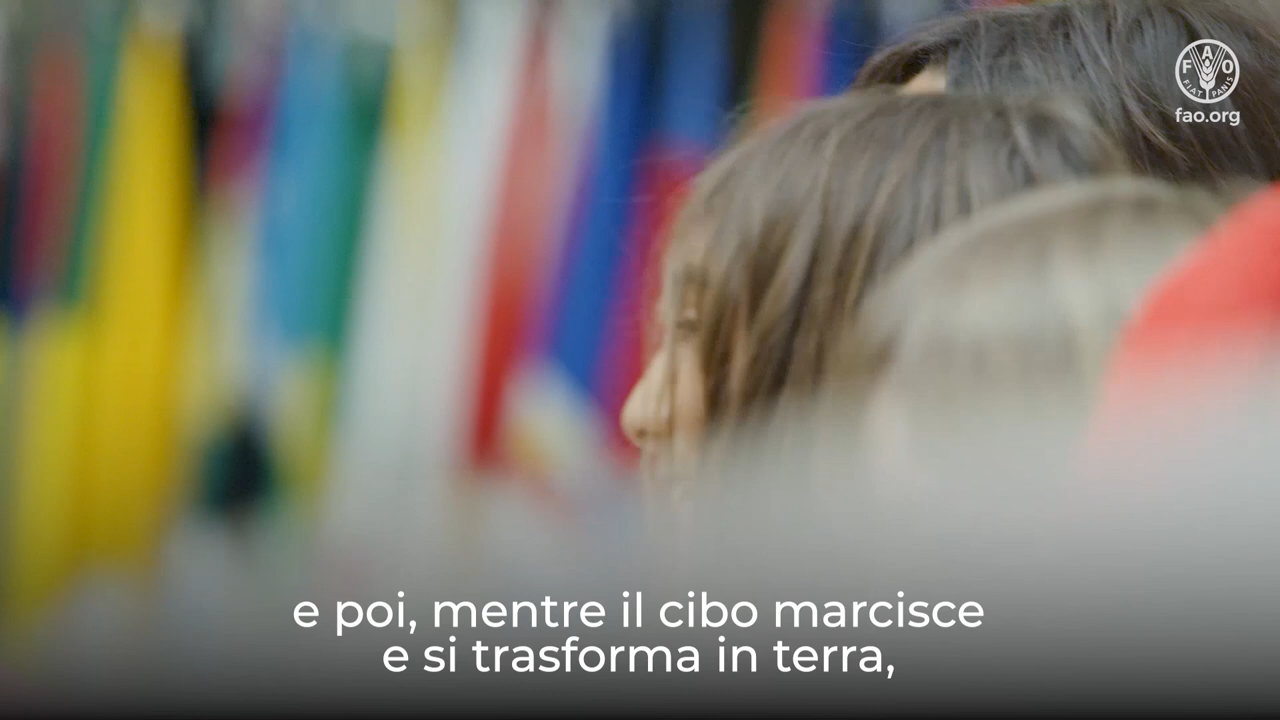 FAO
FIAT PANIS
fao.org
e poi, mentre il cibo marcisce
e si trasforma in terra,